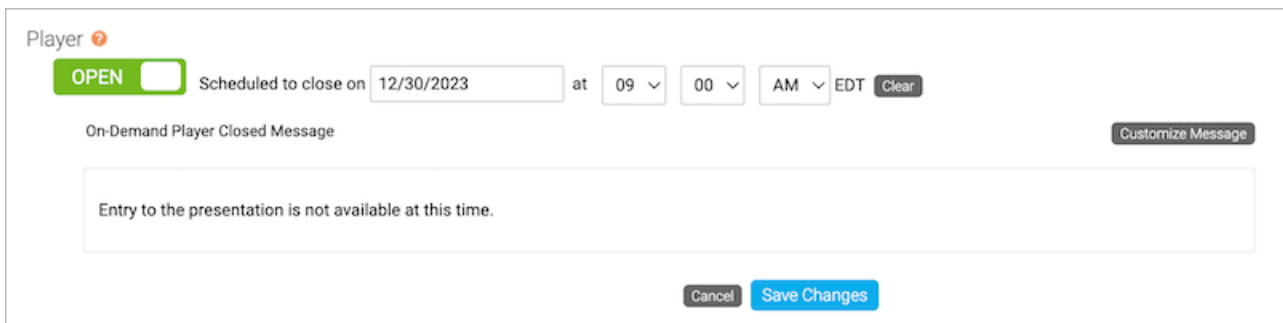 Player ?
OPEN Scheduled to close on 12/30/2023 at 09 00 AM EDT Clear
On-Demand Player Closed Message Customize Message
Entry to the presentation is not available at this time.
Cancel Save Changes